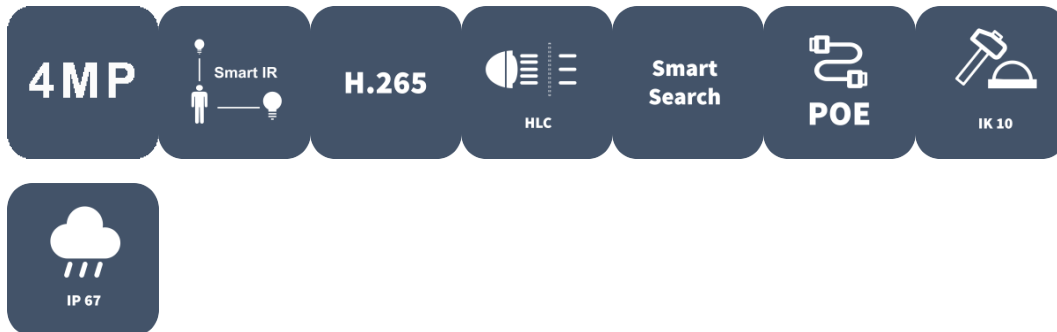 4MP
Smart IR
H.265
HLC
Smart
Search
POE
IK 10
IP 67